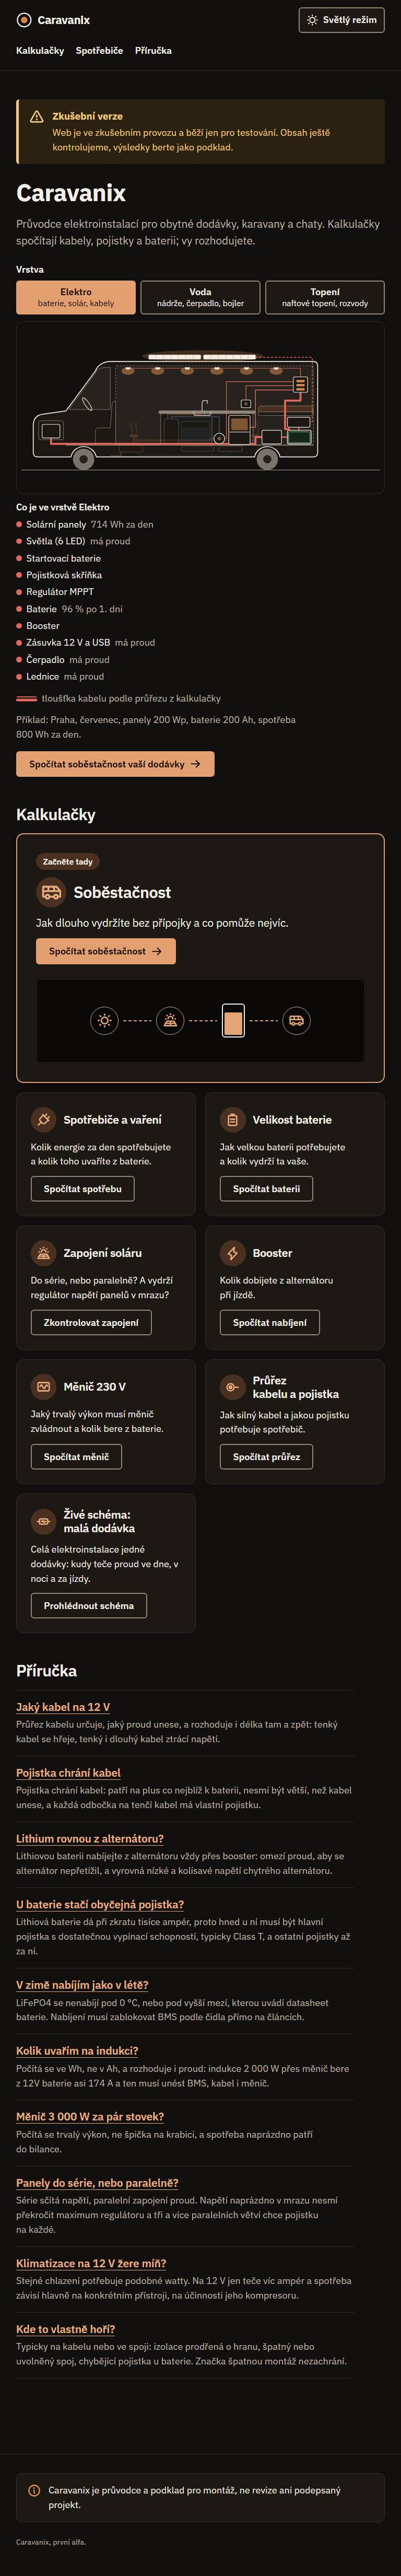 Caravanix
Světlý režim
Kalkulačky Spotřebiče Příručka
Zkušební verze
Web je ve zkušebním provozu a běží jen pro testování. Obsah ještě
kontrolujeme, výsledky berte jako podklad.
Caravanix
Průvodce elektroinstalací pro obytné dodávky, karavany a chaty. Kalkulačky
spočítají kabely, pojistky a baterii; vy rozhodujete.
Vrstva
Elektro
baterie, solár, kabely
Voda
nádrže, čerpadlo, bojler
Topení
naftové topení, rozvody
Co je ve vrstvě Elektro
Solární panely 714 Wh za den
Světla (6 LED) má proud
Startovací baterie
Pojistková skříňka
Regulátor MPPT
Baterie 96 % po 1. dni
Booster
Zásuvka 12 V a USB má proud
Čerpadlo má proud
Lednice má proud
tloušťka kabelu podle průřezu z kalkulačky
Příklad: Praha, červenec, panely 200 Wp, baterie 200 Ah, spotřeba
800 Wh za den.
Spočítat soběstačnost vaší dodávky →
Kalkulačky
Začněte tady
Soběstačnost
Jak dlouho vydržíte bez přípojky a co pomůže nejvíc.
Spočítat soběstačnost →
Spotřebiče a vaření
Kolik energie za den spotřebujete
a kolik toho uvaříte z baterie.
Spočítat spotřebu
Velikost baterie
Jak velkou baterii potřebujete
a kolik vydrží ta vaše.
Spočítat baterii
Zapojení soláru
Do série, nebo paralelně? A vydrží
regulátor napětí panelů v mrazu?
Zkontrolovat zapojení
Booster
Kolik dobijete z alternátoru
při jízdě.
Spočítat nabíjení
Měnič 230 V
Jaký trvalý výkon musí měnič
zvládnout a kolik bere z baterie.
Spočítat měnič
Průřez
kabelu a pojistka
Jak silný kabel a jakou pojistku
potřebuje spotřebič.
Spočítat průřez
Živé schéma:
malá dodávka
Celá elektroinstalace jedné
dodávky: kudy teče proud ve dne, v
noci a za jízdy.
Prohlédnout schéma
Příručka
Jaký kabel na 12 V
Průřez kabelu určuje, jaký proud unese, a rozhoduje i délka tam a zpět: tenký
kabel se hřeje, tenký i dlouhý kabel ztrácí napětí.
Pojistka chrání kabel
Pojistka chrání kabel: patří na plus co nejblíž k baterii, nesmí být větší, než kabel
unese, a každá odbočka na tenčí kabel má vlastní pojistku.
Lithium rovnou z alternátoru?
Lithiovou baterii nabíjejte z alternátoru vždy přes booster: omezí proud, aby se
alternátor nepřetížil, a vyrovná nízké a kolísavé napětí chytrého alternátoru.
U baterie stačí obyčejná pojistka?
Lithiová baterie dá při zkratu tisíce ampér, proto hned u ní musí být hlavní
pojistka s dostatečnou vypínací schopností, typicky Class T, a ostatní pojistky až
za ní.
V zimě nabíjím jako v létě?
LiFePO4 se nenabíjí pod 0 °C, nebo pod vyšší mezí, kterou uvádí datasheet
baterie. Nabíjení musí zablokovat BMS podle čidla přímo na článcích.
Kolik uvařím na indukci?
Počítá se ve Wh, ne v Ah, a rozhoduje i proud: indukce 2 000 W přes měnič bere
z 12V baterie asi 174 A a ten musí unést BMS, kabel i měnič.
Měnič 3 000 W za pár stovek?
Počítá se trvalý výkon, ne špička na krabici, a spotřeba naprázdno patří
do bilance.
Panely do série, nebo paralelně?
Série sčítá napětí, paralelní zapojení proud. Napětí naprázdno v mrazu nesmí
překročit maximum regulátoru a tři a více paralelních větví chce pojistku
na každé.
Klimatizace na 12 V žere míň?
Stejné chlazení potřebuje podobné watty. Na 12 V jen teče víc ampér a spotřeba
závisí hlavně na konkrétním přístroji, na účinnosti jeho kompresoru.
Kde to vlastně hoří?
Typicky na kabelu nebo ve spoji: izolace prodřená o hranu, špatný nebo
uvolněný spoj, chybějící pojistka u baterie. Značka špatnou montáž nezachrání.
Caravanix je průvodce a podklad pro montáž, ne revize ani podepsaný
projekt.
Caravanix, první alfa.